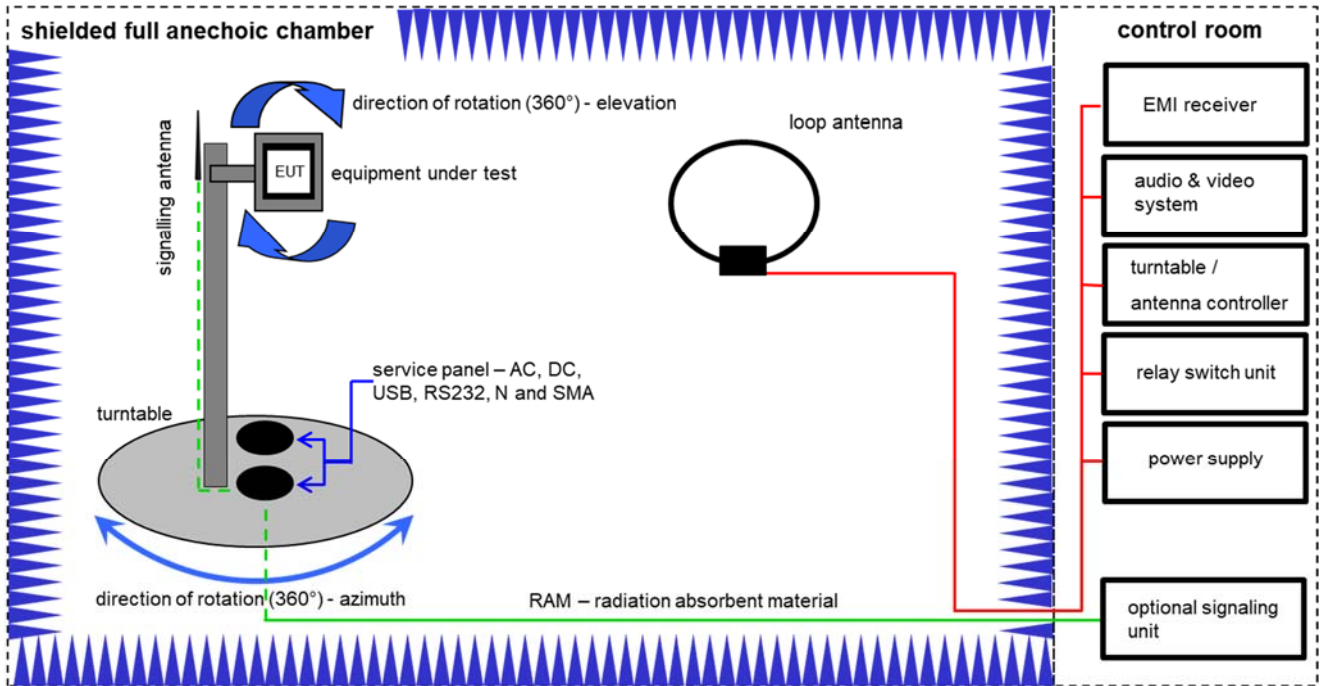 shielded full anechoic chamber
control room
direction of rotation (360°) - elevation
signalling antenna
EUT
equipment under test
loop antenna
EMI receiver
audio & video
system
turntable /
antenna controller
relay switch unit
power supply
service panel – AC, DC,
USB, RS232, N and SMA
turntable
direction of rotation (360°) - azimuth
RAM – radiation absorbent material
optional signaling
unit